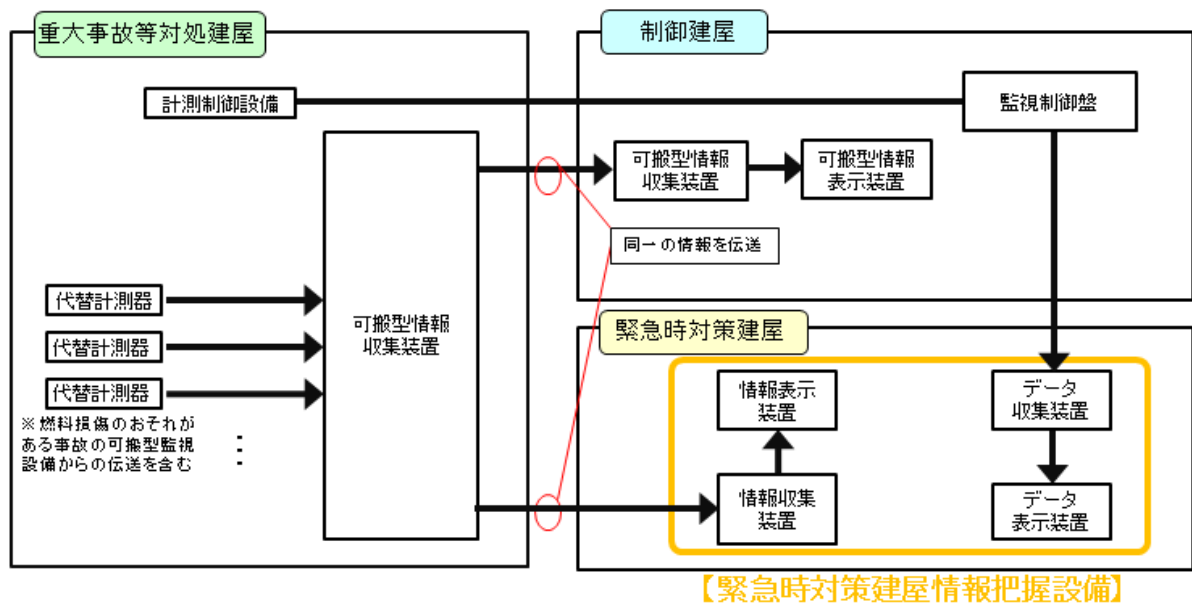 重大事故等対処建屋
制御建屋
計測制御設備
監視制御盤
可搬型情報
収集装置
可搬型情報
表示装置
同一の情報を伝送
代替計測器
代替計測器
代替計測器
可搬型情報
収集装置
※燃料損傷のおそれが
ある事故の可搬型監視
設備からの伝送を含む
緊急時対策建屋
情報表示
装置
データ
収集装置
情報収集
装置
データ
表示装置
【緊急時対策建屋情報把握設備】